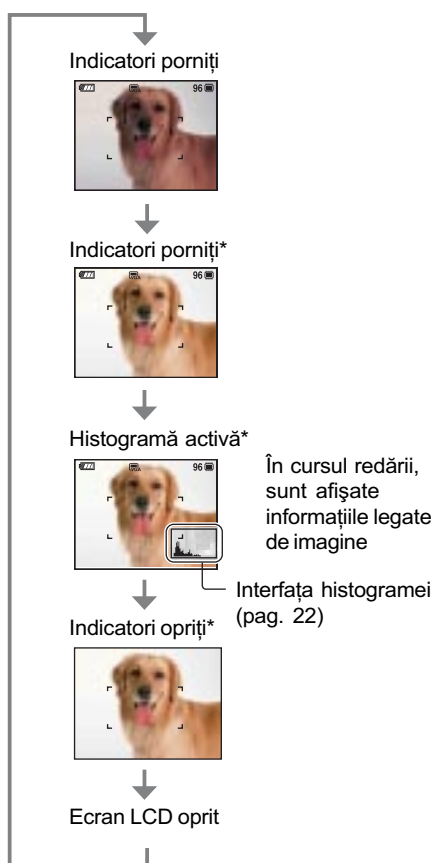 Indicatori porniți
96
Indicatori porniți*
96
Histogramă activă*
96
În cursul redării,
sunt afişate
informațiile legate
de imagine
Interfața histogramei
(pag. 22)
Indicatori opriți*
Ecran LCD oprit